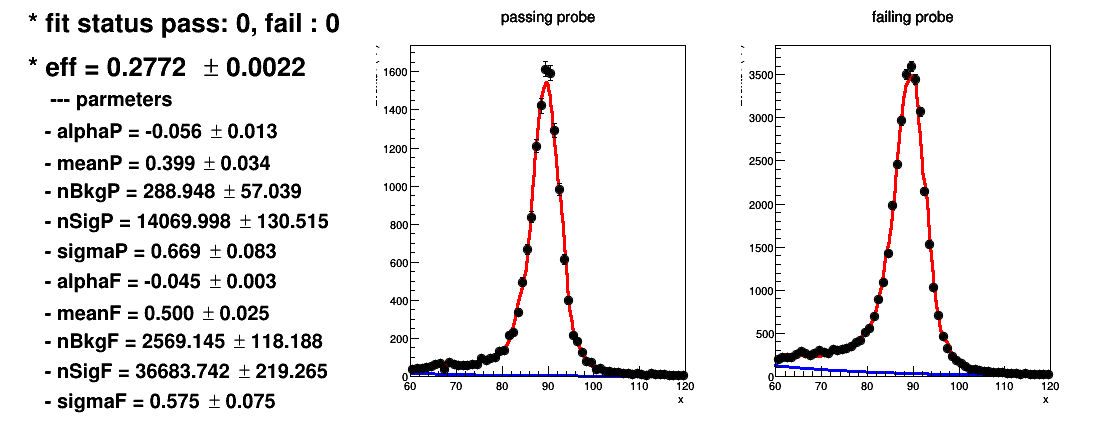 * fit status pass: 0, fail : 0
* eff = 0.2772 ± 0.0022
--- parmeters
- alphaP = -0.056 ± 0.013
- meanP = 0.399 ± 0.034
- nBkgP = 288.948 ± 57.039
- nSigP = 14069.998 ± 130.515
- sigmaP = 0.669 ± 0.083
- alphaF = -0.045 ± 0.003
- meanF = 0.500 ± 0.025
- nBkgF = 2569.145 ± 118.188
- nSigF = 36683.742 ± 219.265
- sigmaF = 0.575 ± 0.075
passing probe
1600
1400
1200
1000
800
600
400
200
0
60 70 80 90 100 110 120
x
failing probe
3500
3000
2500
2000
1500
1000
500
0
60 70 80 90 100 110 120
x